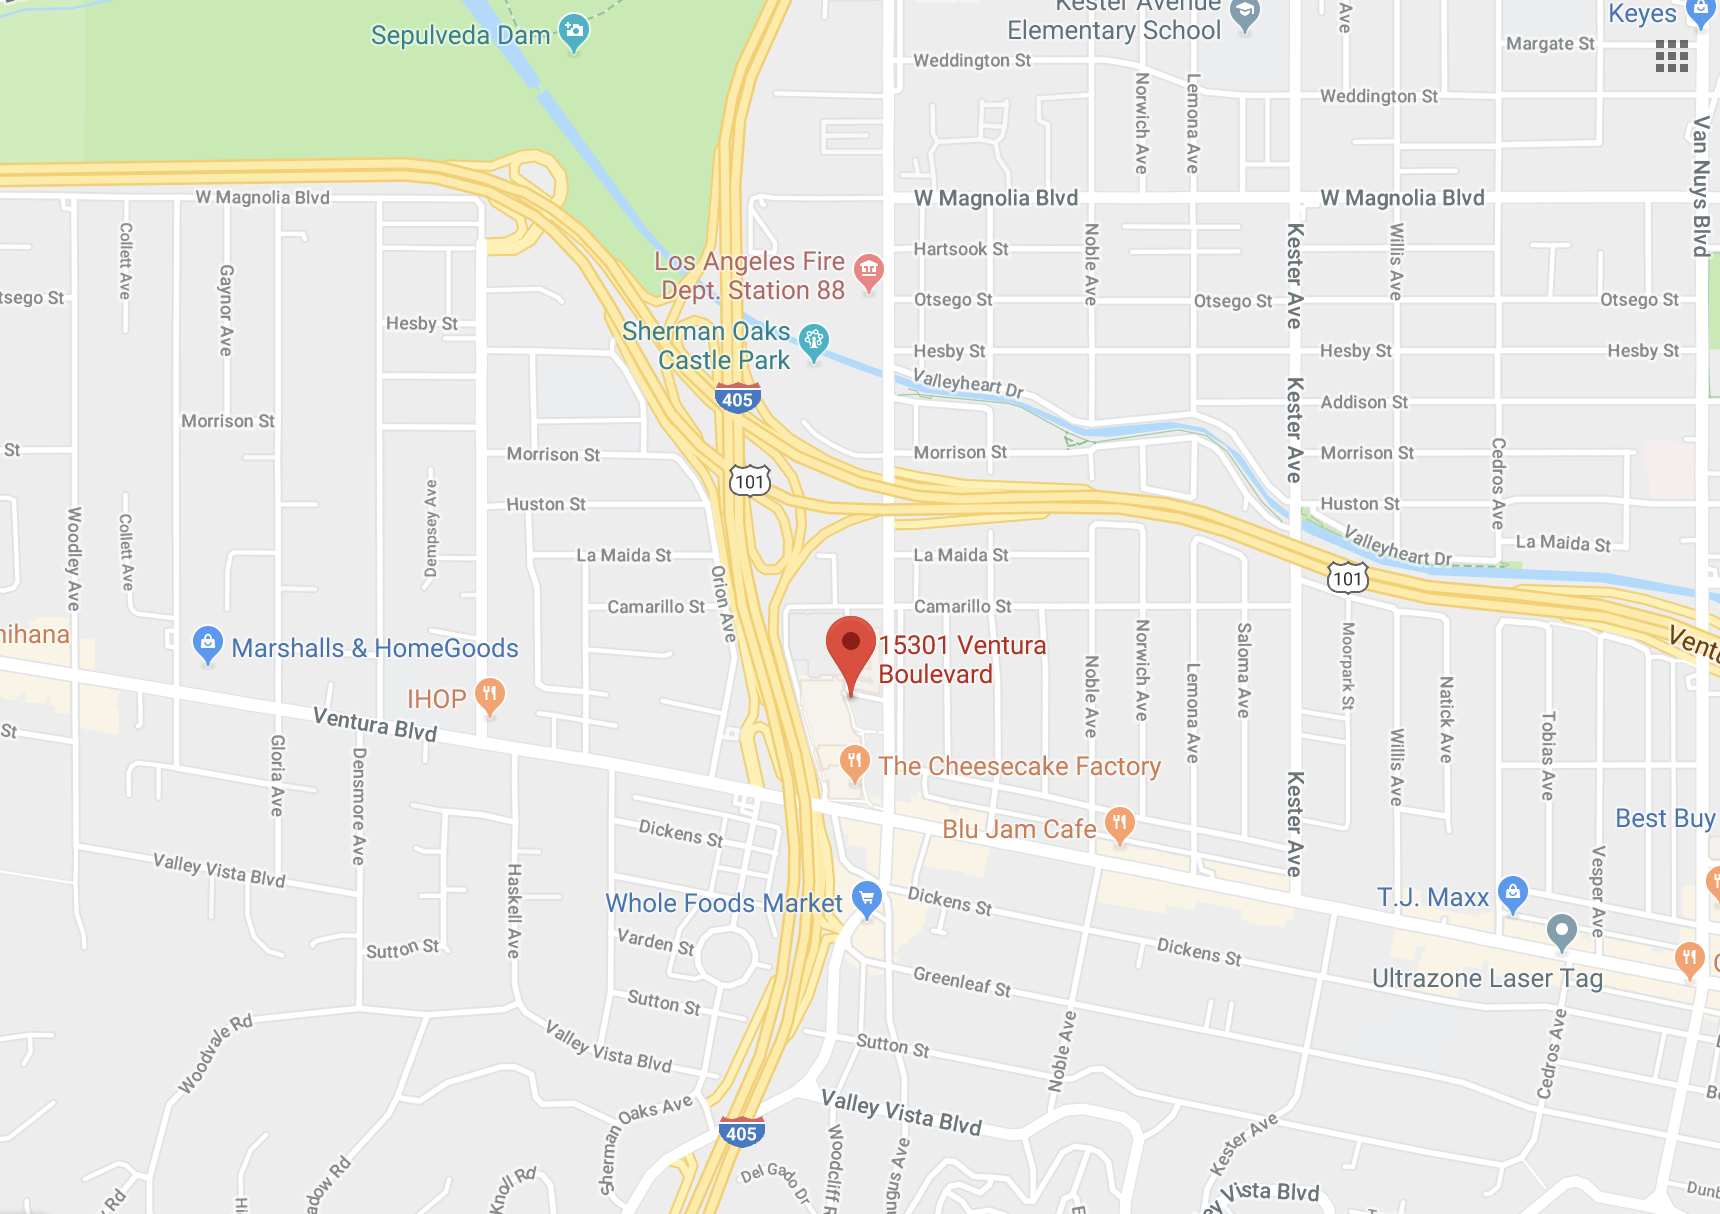 Kester Avenue
Elementary School
Keyes
Sepulveda Dam
Margate St
Ave
Weddington St
Weddington St
Norwich Ave
Lemona Ave
Van Nuys Blvd
W Magnolia Blvd
W Magnolia Blvd
W Magnolia Blvd
Collett Ave
Gaynor Ave
Noble Ave
Kester Ave
Willis Ave
Hartsook St
Los Angeles Fire
Dept. Station 88
tsego St
Otsego St
Otsego St
Otsego St
Hesby St
Sherman Oaks
Castle Park
Hesby St
Hesby St
Hesby St
Valleyheart Dr
405
Kester Ave
Addison St
Morrison St
St
Morrison St
Morrison St
Morrison St
Cedros Ave
101
Dempsey Ave
Huston St
Huston St
Woodley Ave
Collett Ave
Valleyheart Dr
La Maida St
La Maida St
La Maida St
101
Orion Ave
Camarillo St
Camarillo St
nihana
Marshalls & HomeGoods
15301 Ventura
Boulevard
Norwich Ave
Saloma Ave
Moorpark St
Ventu
IHOP
Noble Ave
Lemona Ave
Natick Ave
Tobias Ave
St
Ventura Blvd
Gloria Ave
Densmore Ave
Willis Ave
The Cheesecake Factory
Kester Ave
Blu Jam Cafe
Best Buy
Dickens St
Valley Vista Blvd
Haskell Ave
Vesper Ave
Whole Foods Market
Dickens St
T.J. Maxx
Sutton St
Varden St
Dickens St
Ultrazone Laser Tag
Greenleaf St
Sutton St
Woodvale Rd
Valley Vista Blvd
Sutton St
Noble Ave
Cedros Ave
Sherman Oaks Ave
Valley Vista Blvd
405
Kester Ave
Woodcliff R
ungus Ave
Del Gado Dr
Knoll Rd
adow Rd
Rd
Hi
ey Vista Blvd
Dunb